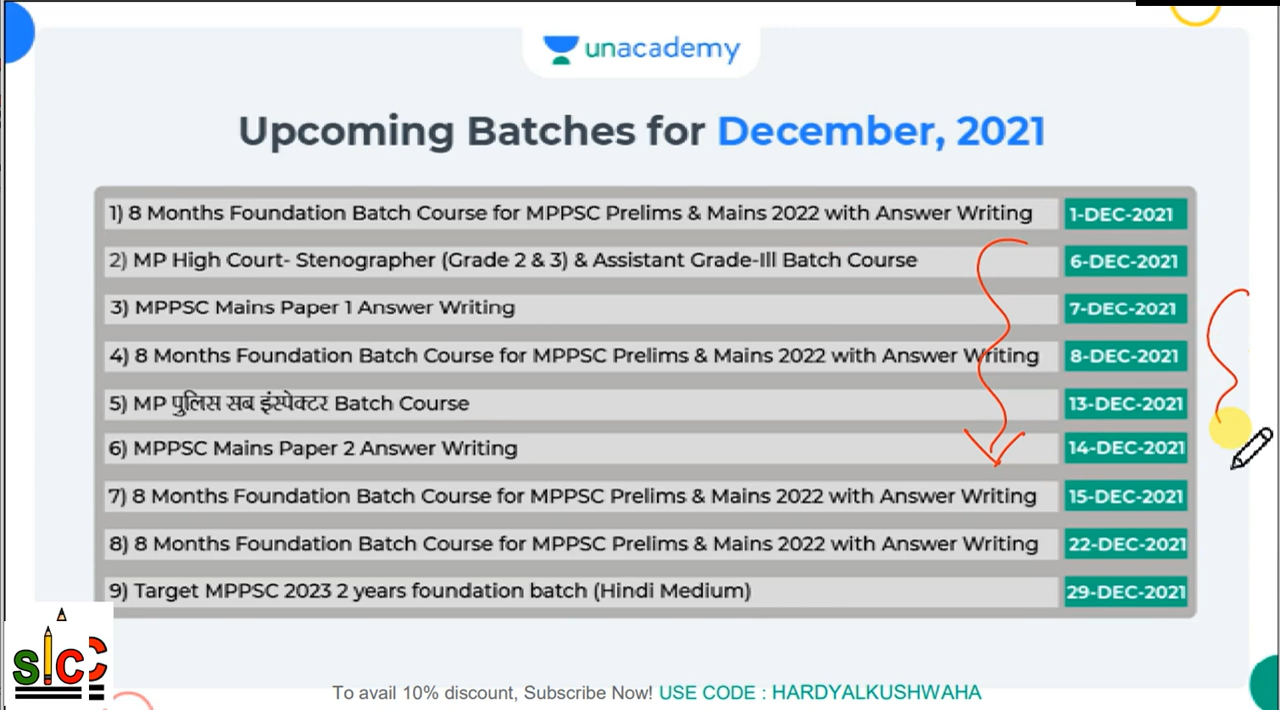 unacademy
Upcoming Batches for December, 2021
1) 8 Months Foundation Batch Course for MPPSC Prelims & Mains 2022 with Answer Writing 1-DEC-2021
2) MP High Court- Stenographer (Grade 2 & 3) & Assistant Grade-III Batch Course 6-DEC-2021
3) MPPSC Mains Paper 1 Answer Writing 7-DEC-2021
4) 8 Months Foundation Batch Course for MPPSC Prelims & Mains 2022 with Answer Writing 8-DEC-2021
5) MP पुलिस सब इंस्पेक्टर Batch Course 13-DEC-2021
6) MPPSC Mains Paper 2 Answer Writing 14-DEC-2021
7) 8 Months Foundation Batch Course for MPPSC Prelims & Mains 2022 with Answer Writing 15-DEC-2021
8) 8 Months Foundation Batch Course for MPPSC Prelims & Mains 2022 with Answer Writing 22-DEC-2021
9) Target MPPSC 2023 2 years foundation batch (Hindi Medium) 29-DEC-2021
SICC
To avail 10% discount, Subscribe Now! USE CODE : HARDYALKUSHWAHA